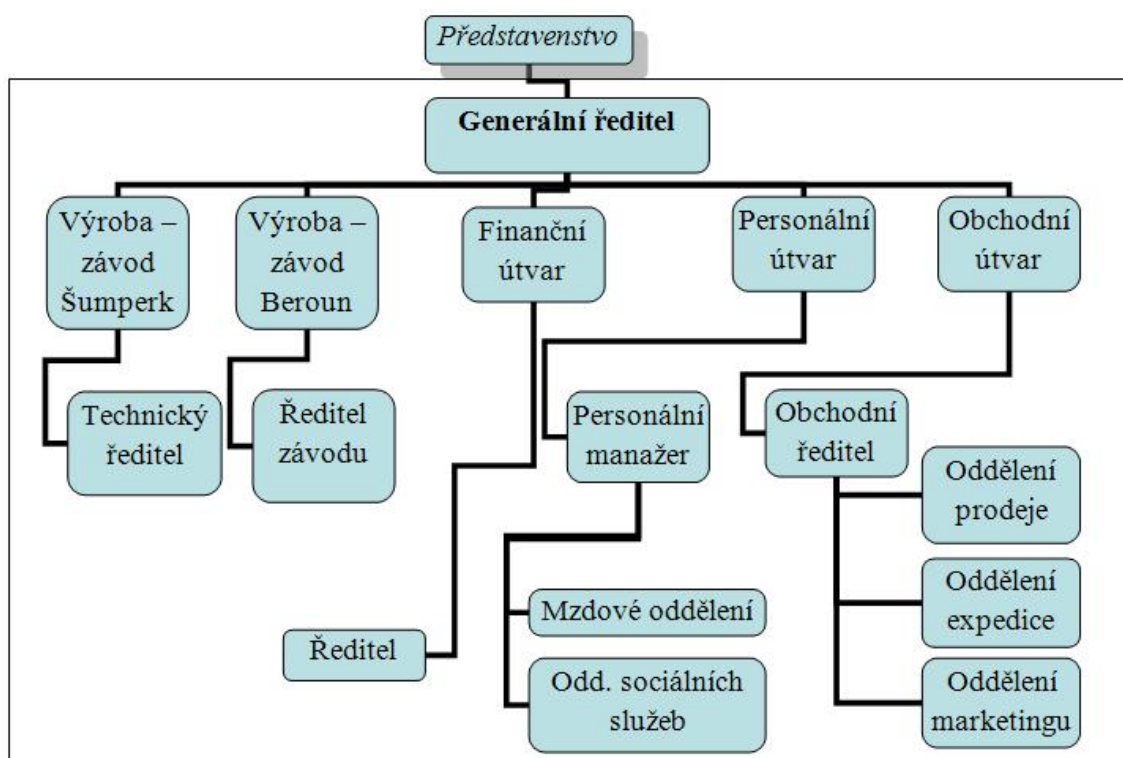 Představenstvo
Generální ředitel
Výroba –
závod
Šumperk
Výroba –
závod
Beroun
Finanční
útvar
Personální
útvar
Obchodní
útvar
Technický
ředitel
Ředitel
závodu
Personální
manažer
Obchodní
ředitel
Oddělení
prodeje
Oddělení
expedice
Oddělení
marketingu
Mzdové oddělení
Odd. sociálních
služeb
Ředitel